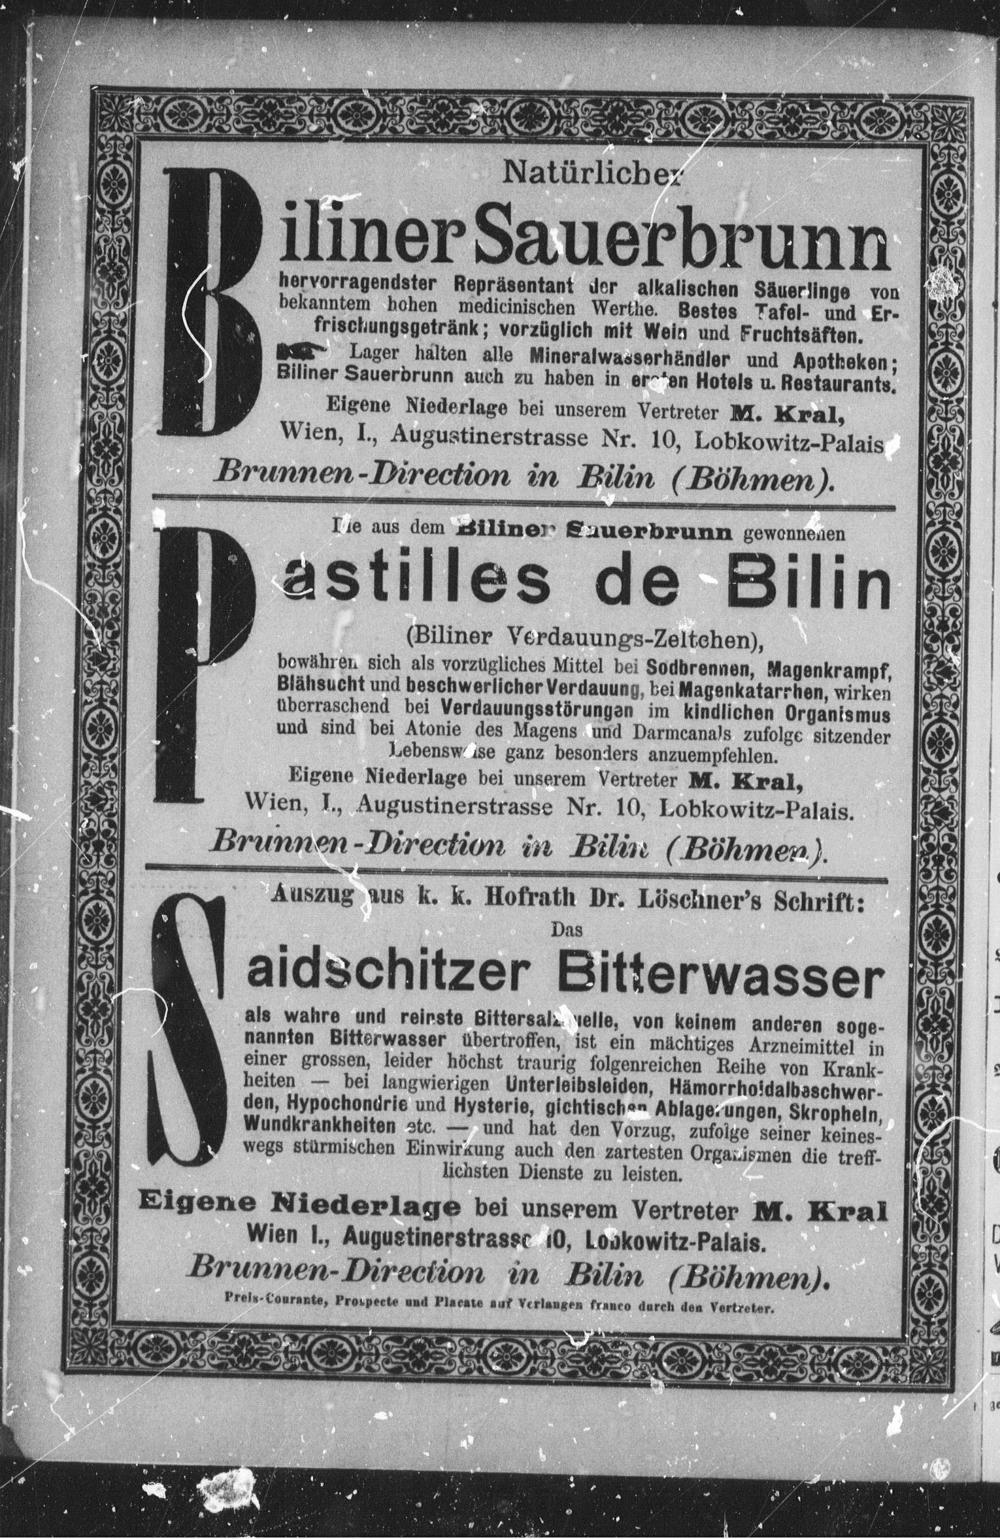 Natürlicher
Biliner Sauerbrunn
hervorragendster Repräsentant der alkalischen Säuerlinge von
bekanntem hohen medicinischen Werthe. Bestes Tafel- und Er-
frischungsgetränk; vorzüglich mit Wein und Fruchtsäften.
Lager halten alle Mineralwasserhändler und Apotheken;
Biliner Sauerbrunn auch zu haben in ersten Hotels u. Restaurants.
Eigene Niederlage bei unserem Vertreter M. Kral,
Wien, I., Augustinerstrasse Nr. 10, Lobkowitz-Palais
Brunnen-Direction in Bilin (Böhmen).
Die aus dem Biliner Sauerbrunn gewonnenen
Pastilles de Bilin
(Biliner Verdauungs-Zeltchen),
bewähren sich als vorzügliches Mittel bei Sodbrennen, Magenkrampf,
Blähsucht und beschwerlicher Verdauung, bei Magenkatarrhen, wirken
überraschend bei Verdauungsstörungen im kindlichen Organismus
und sind bei Atonie des Magens und Darmcanals zufolge sitzender
Lebensweise ganz besonders anzuempfehlen.
Eigene Niederlage bei unserem Vertreter M. Kral,
Wien, I., Augustinerstrasse Nr. 10, Lobkowitz-Palais.
Brunnen-Direction in Bilin (Böhmen).
Auszug aus k. k. Hofrath Dr. Löschner's Schrift:
Das
Saidschitzer Bitterwasser
als wahre und reinste Bittersalzquelle, von keinem anderen soge-
nannten Bitterwasser übertroffen, ist ein mächtiges Arzneimittel in
einer grossen, leider höchst traurig folgenreichen Reihe von Krank-
heiten — bei langwierigen Unterleibsleiden, Hämorrhoidalbeschwer-
den, Hypochondrie und Hysterie, gichtischen Ablagerungen, Skropheln,
Wundkrankheiten etc. — und hat den Vorzug, zufolge seiner keines-
wegs stürmischen Einwirkung auch den zartesten Organismen die treff-
lichsten Dienste zu leisten.
Eigene Niederlage bei unserem Vertreter M. Kral
Wien I., Augustinerstrasse 10, Lobkowitz-Palais.
Brunnen-Direction in Bilin (Böhmen).
Preis-Courante, Prospecte und Placate auf Verlangen franco durch den Vertreter.